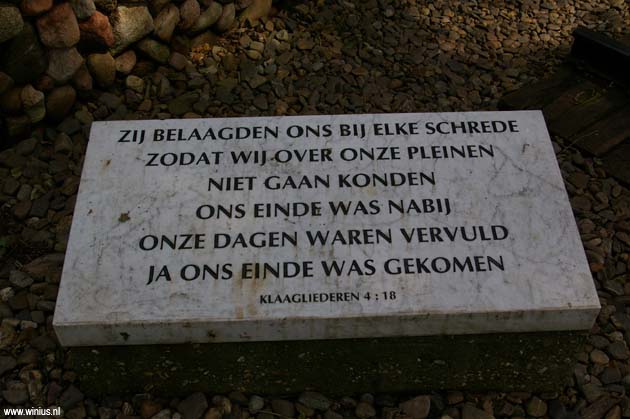 ZIJ BELAAGDEN ONS BIJ ELKE SCHREDE
ZODAT WIJ OVER ONZE PLEINEN
NIET GAAN KONDEN
ONS EINDE WAS NABIJ
ONZE DAGEN WAREN VERVULD
JA ONS EINDE WAS GEKOMEN
KLAAGLIEDEREN 4 : 18
www.winius.nl